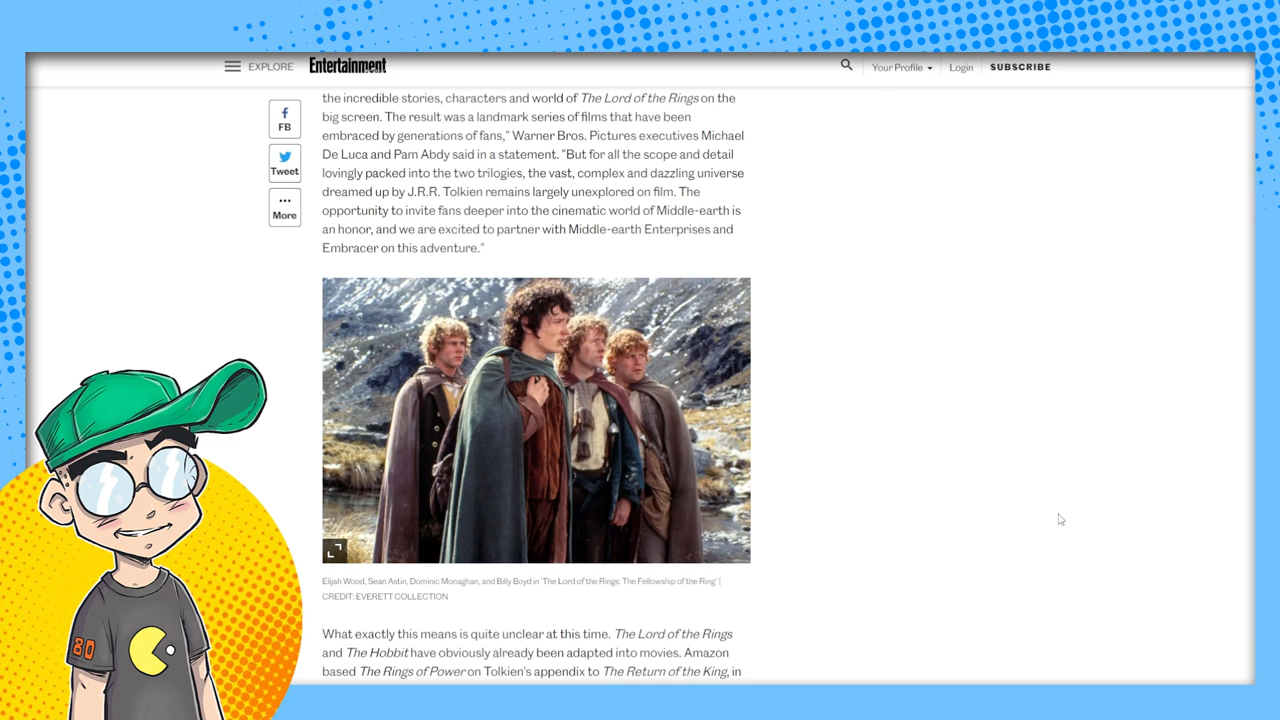 EXPLORE
Entertainment
Your Profile
Login
SUBSCRIBE
FB
Tweet
More
the incredible stories, characters and world of The Lord of the Rings on the
big screen. The result was a landmark series of films that have been
embraced by generations of fans," Warner Bros. Pictures executives Michael
De Luca and Pam Abdy said in a statement. "But for all the scope and detail
lovingly packed into the two trilogies, the vast, complex and dazzling universe
dreamed up by J.R.R. Tolkien remains largely unexplored on film. The
opportunity to invite fans deeper into the cinematic world of Middle-earth is
an honor, and we are excited to partner with Middle-earth Enterprises and
Embracer on this adventure."
Elijah Wood, Sean Astin, Dominic Monaghan, and Billy Boyd in 'The Lord of the Rings: The Fellowship of the Ring' |
CREDIT: EVERETT COLLECTION
What exactly this means is quite unclear at this time. The Lord of the Rings
and The Hobbit have obviously already been adapted into movies. Amazon
based The Rings of Power on Tolkien's appendix to The Return of the King, in
80